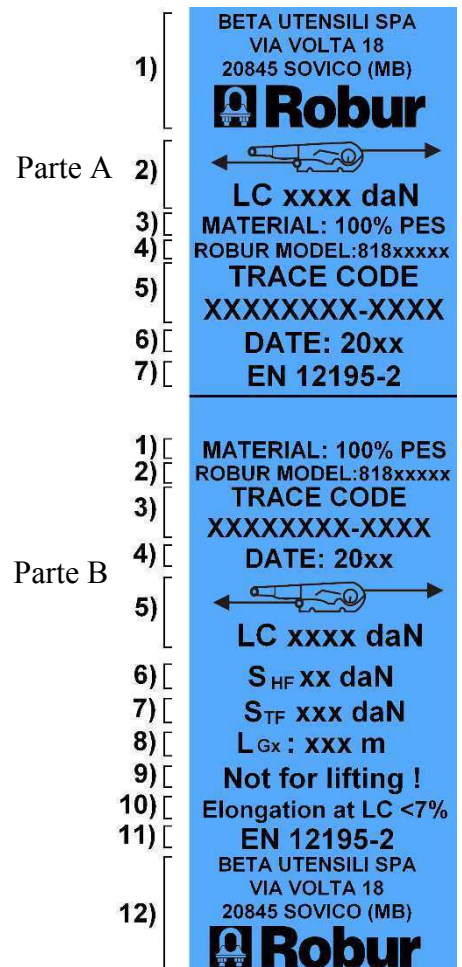 1) BETA UTENSILI SPA
VIA VOLTA 18
20845 SOVICO (MB)
Robur
Parte A
2) LC xxxx daN
3) MATERIAL: 100% PES
4) ROBUR MODEL:818xxxxx
5) TRACE CODE
XXXXXXXX-XXXX
6) DATE: 20xx
7) EN 12195-2
1) MATERIAL: 100% PES
2) ROBUR MODEL:818xxxxx
3) TRACE CODE
XXXXXXXX-XXXX
4) DATE: 20xx
Parte B
5) LC xxxx daN
6) SHF xx daN
7) STF xxx daN
8) LGx : xxx m
9) Not for lifting !
10) Elongation at LC <7%
11) EN 12195-2
12) BETA UTENSILI SPA
VIA VOLTA 18
20845 SOVICO (MB)
Robur